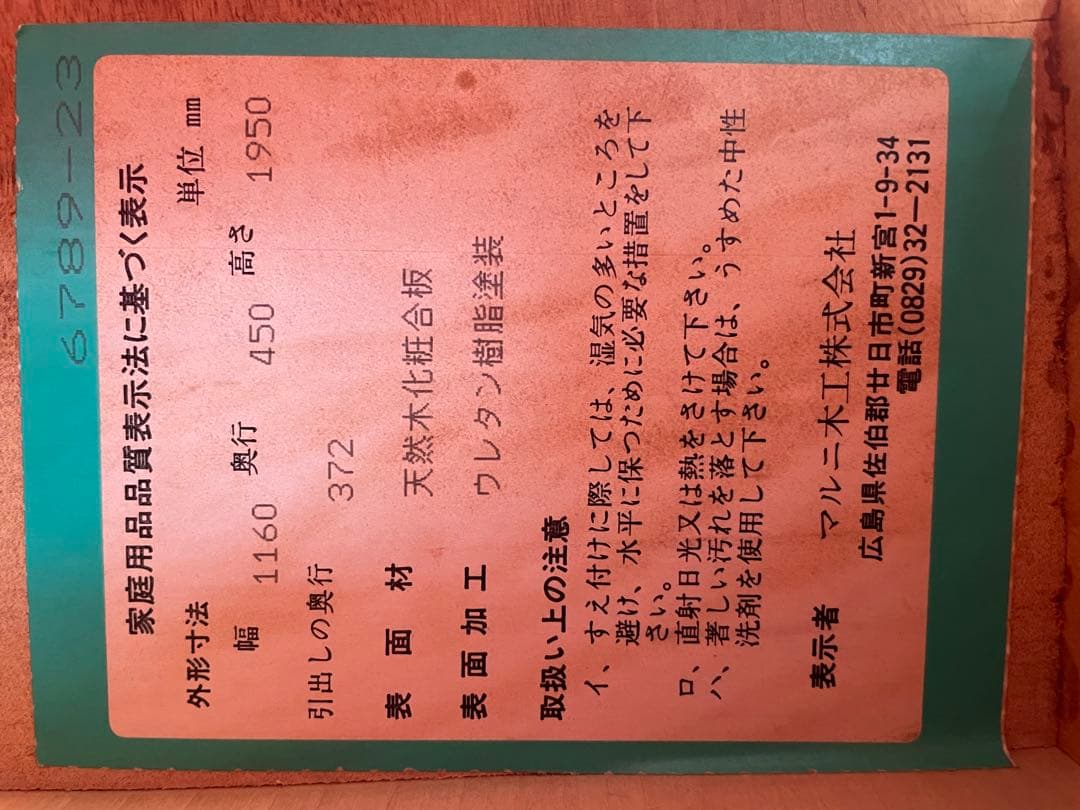 6789-23
家庭用品品質表示法に基づく表示
外形寸法 単位 mm
幅 1160 奥行 450 高さ 1950
引出しの奥行 372
表面材 天然木化粧合板
表面加工 ウレタン樹脂塗装
取扱い上の注意
イ、すえ付けに際しては、湿気の多いところを
避け、水平に保つために必要な措置をして下
さい。
ロ、直射日光又は熱をさけて下さい。
ハ、著しい汚れを落とす場合は、うすめた中性
洗剤を使用して下さい。
表示者 マルニ木工株式会社
広島県佐伯郡廿日市町新宮1-9-34
電話(0829)32-2131